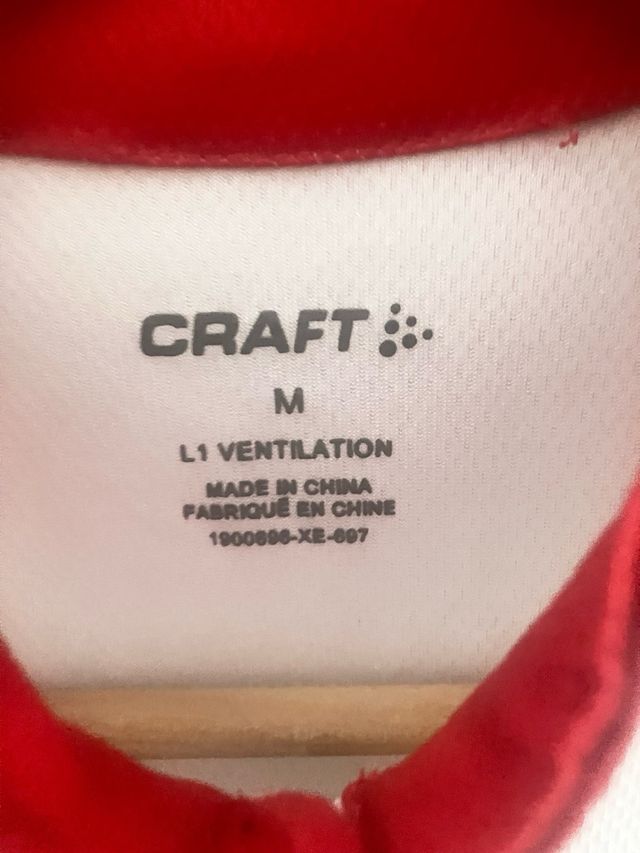 CRAFT
M
L1 VENTILATION
MADE IN CHINA
FABRIQUÉ EN CHINE